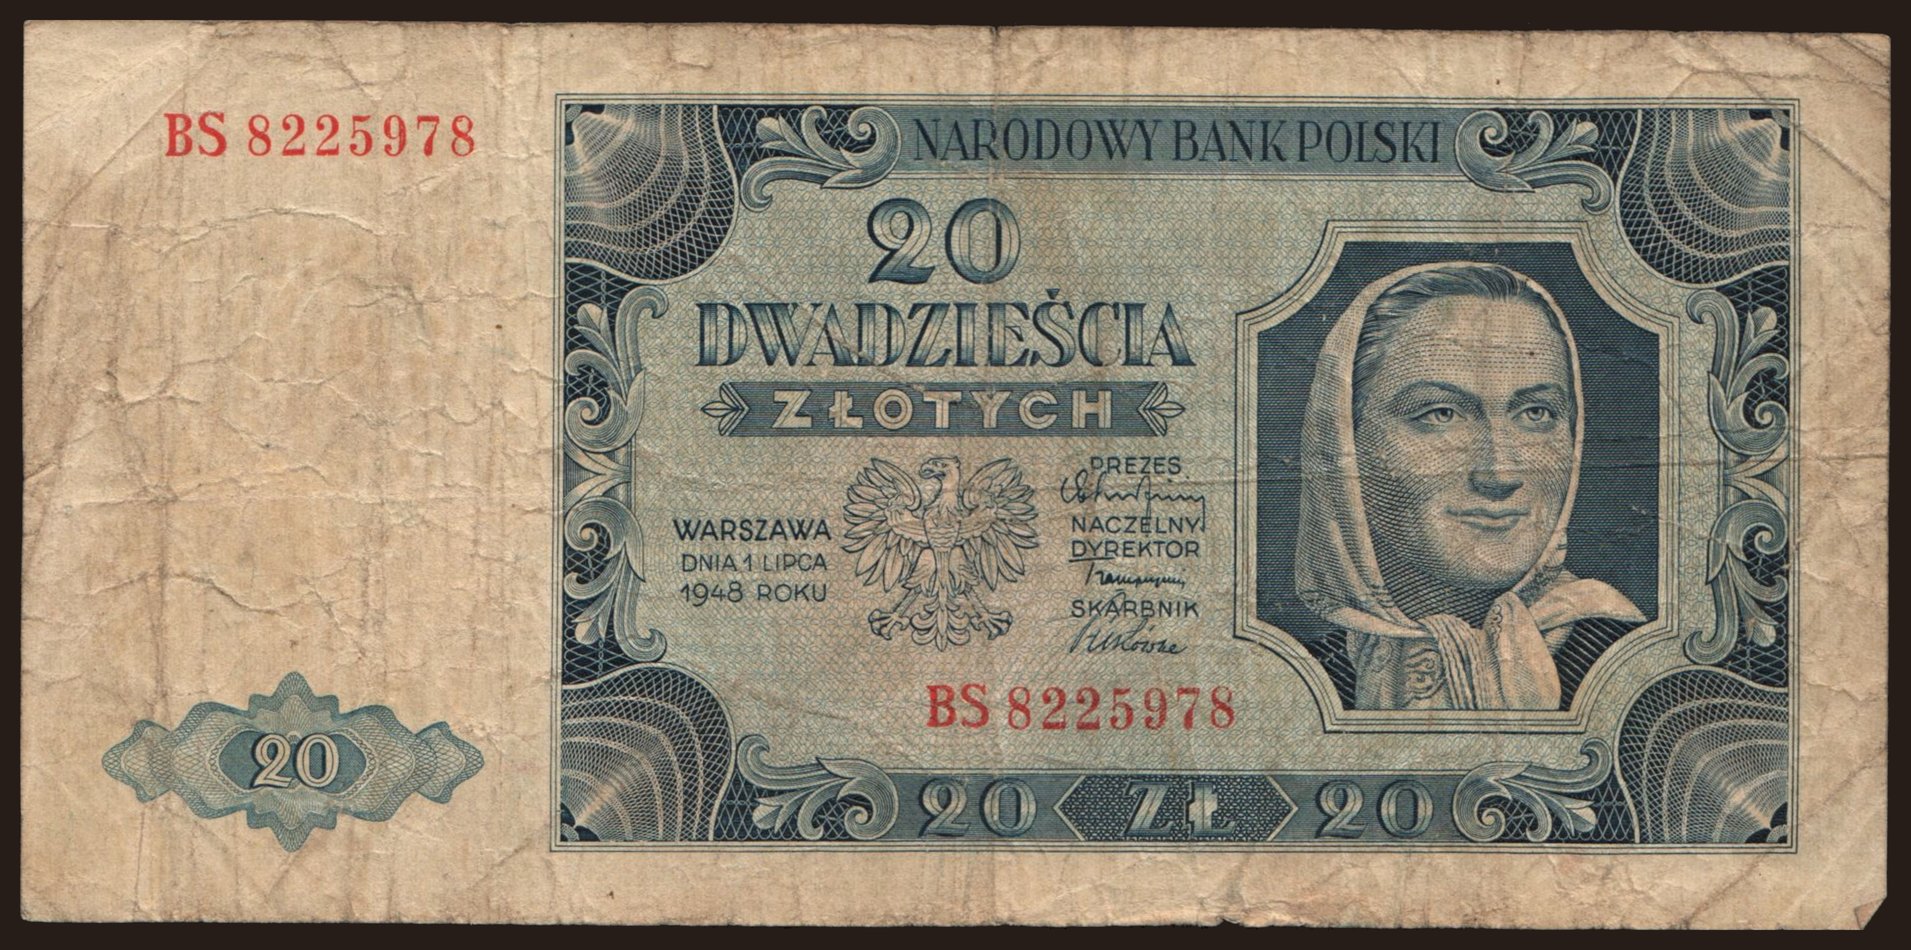 BS 8225978
NARODOWY BANK POLSKI
20
DWADZIEŚCIA
ZŁOTYCH
PREZES
WARSZAWA
DNIA 1 LIPCA
1948 ROKU
NACZELNY
DYREKTOR
SKARBNIK
BS 8225978
20
20 ZŁ 20